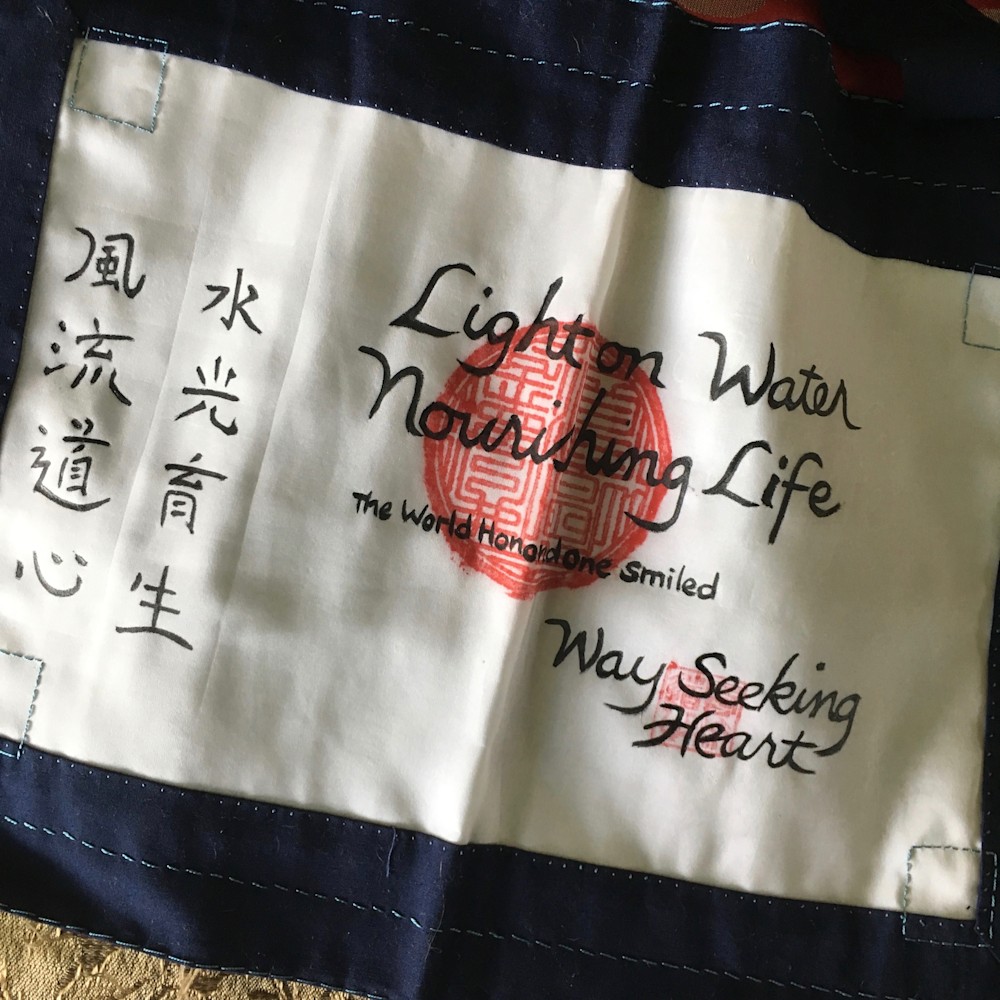 水光育生
風流道心
Light on Water
Nourishing Life
The World Honored one Smiled
Way Seeking
Heart